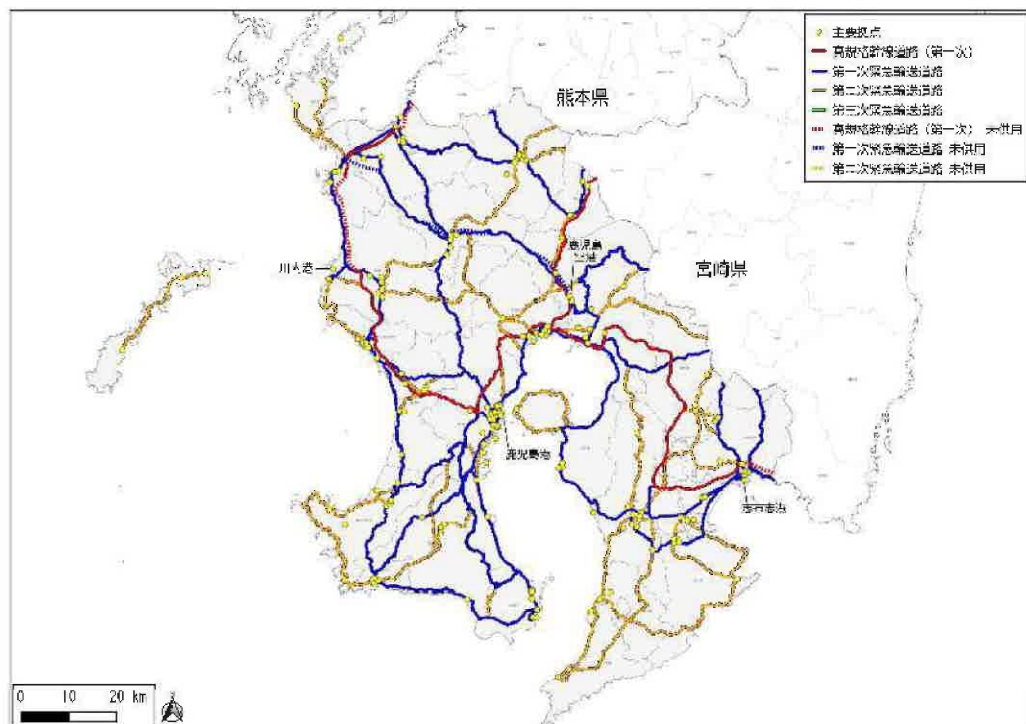 主要拠点
高規格幹線道路（第一次）
第一次緊急輸送道路
第二次緊急輸送道路
第三次緊急輸送道路
高規格幹線道路（第一次） 未供用
第一次緊急輸送道路 未供用
第二次緊急輸送道路 未供用
熊本県
鹿児島
空港
宮崎県
川内港
鹿児島港
志布志港
0 10 20 km